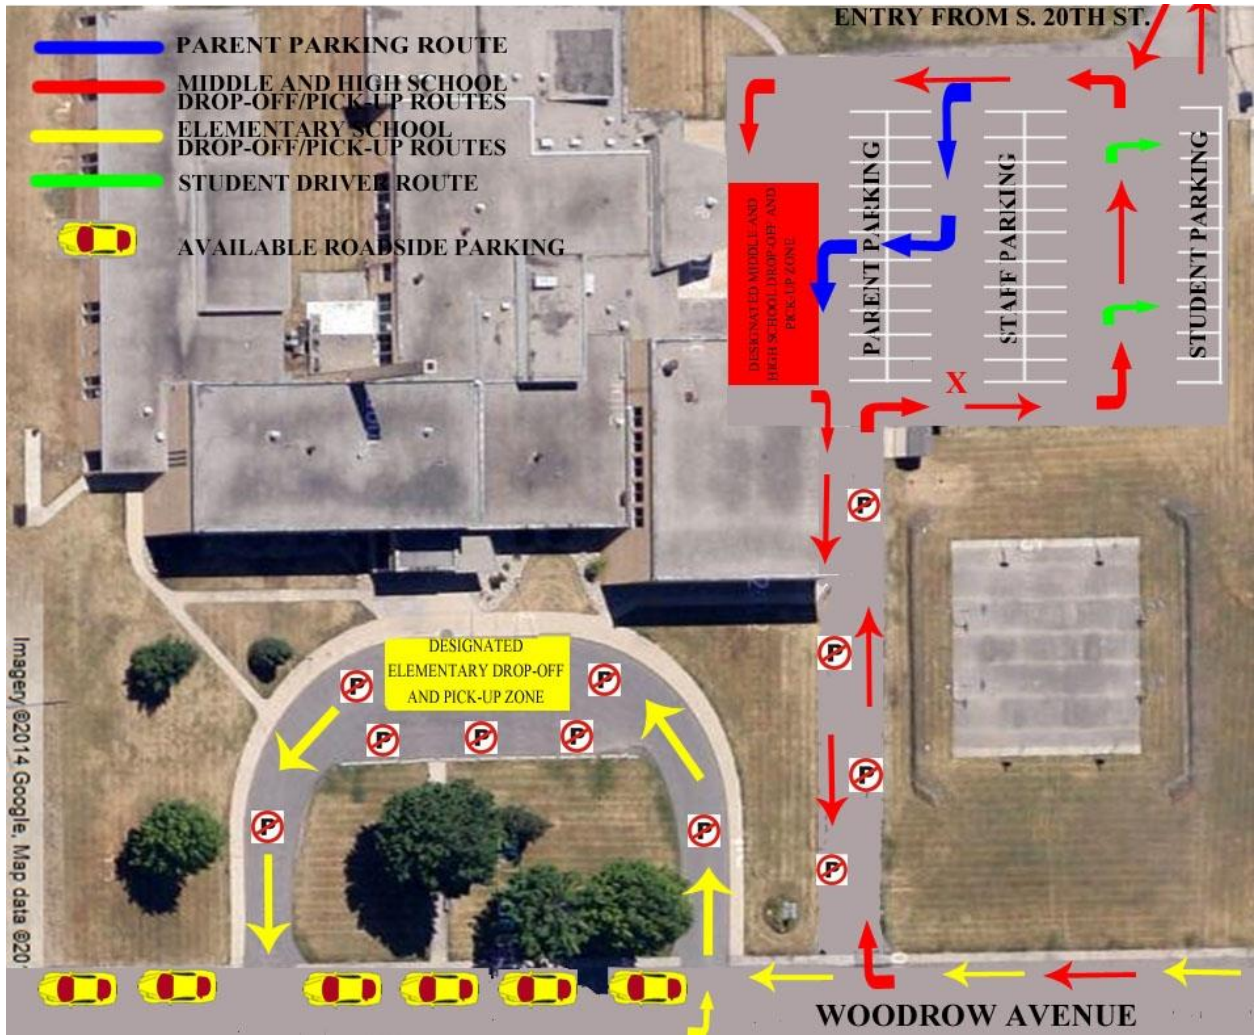 ENTRY FROM S. 20TH ST.
PARENT PARKING ROUTE
MIDDLE AND HIGH SCHOOL
DROP-OFF/PICK-UP ROUTES
ELEMENTARY SCHOOL
DROP-OFF/PICK-UP ROUTES
STUDENT DRIVER ROUTE
AVAILABLE ROADSIDE PARKING
DESIGNATED MIDDLE AND
HIGH SCHOOL DROP-OFF AND
PICK-UP ZONE
PARENT PARKING
STAFF PARKING
STUDENT PARKING
X
P
P
P
P
P
DESIGNATED
ELEMENTARY DROP-OFF
AND PICK-UP ZONE
P
P
P
P
P
P
P
Imagery ©2014 Google, Map data ©201
WOODROW AVENUE